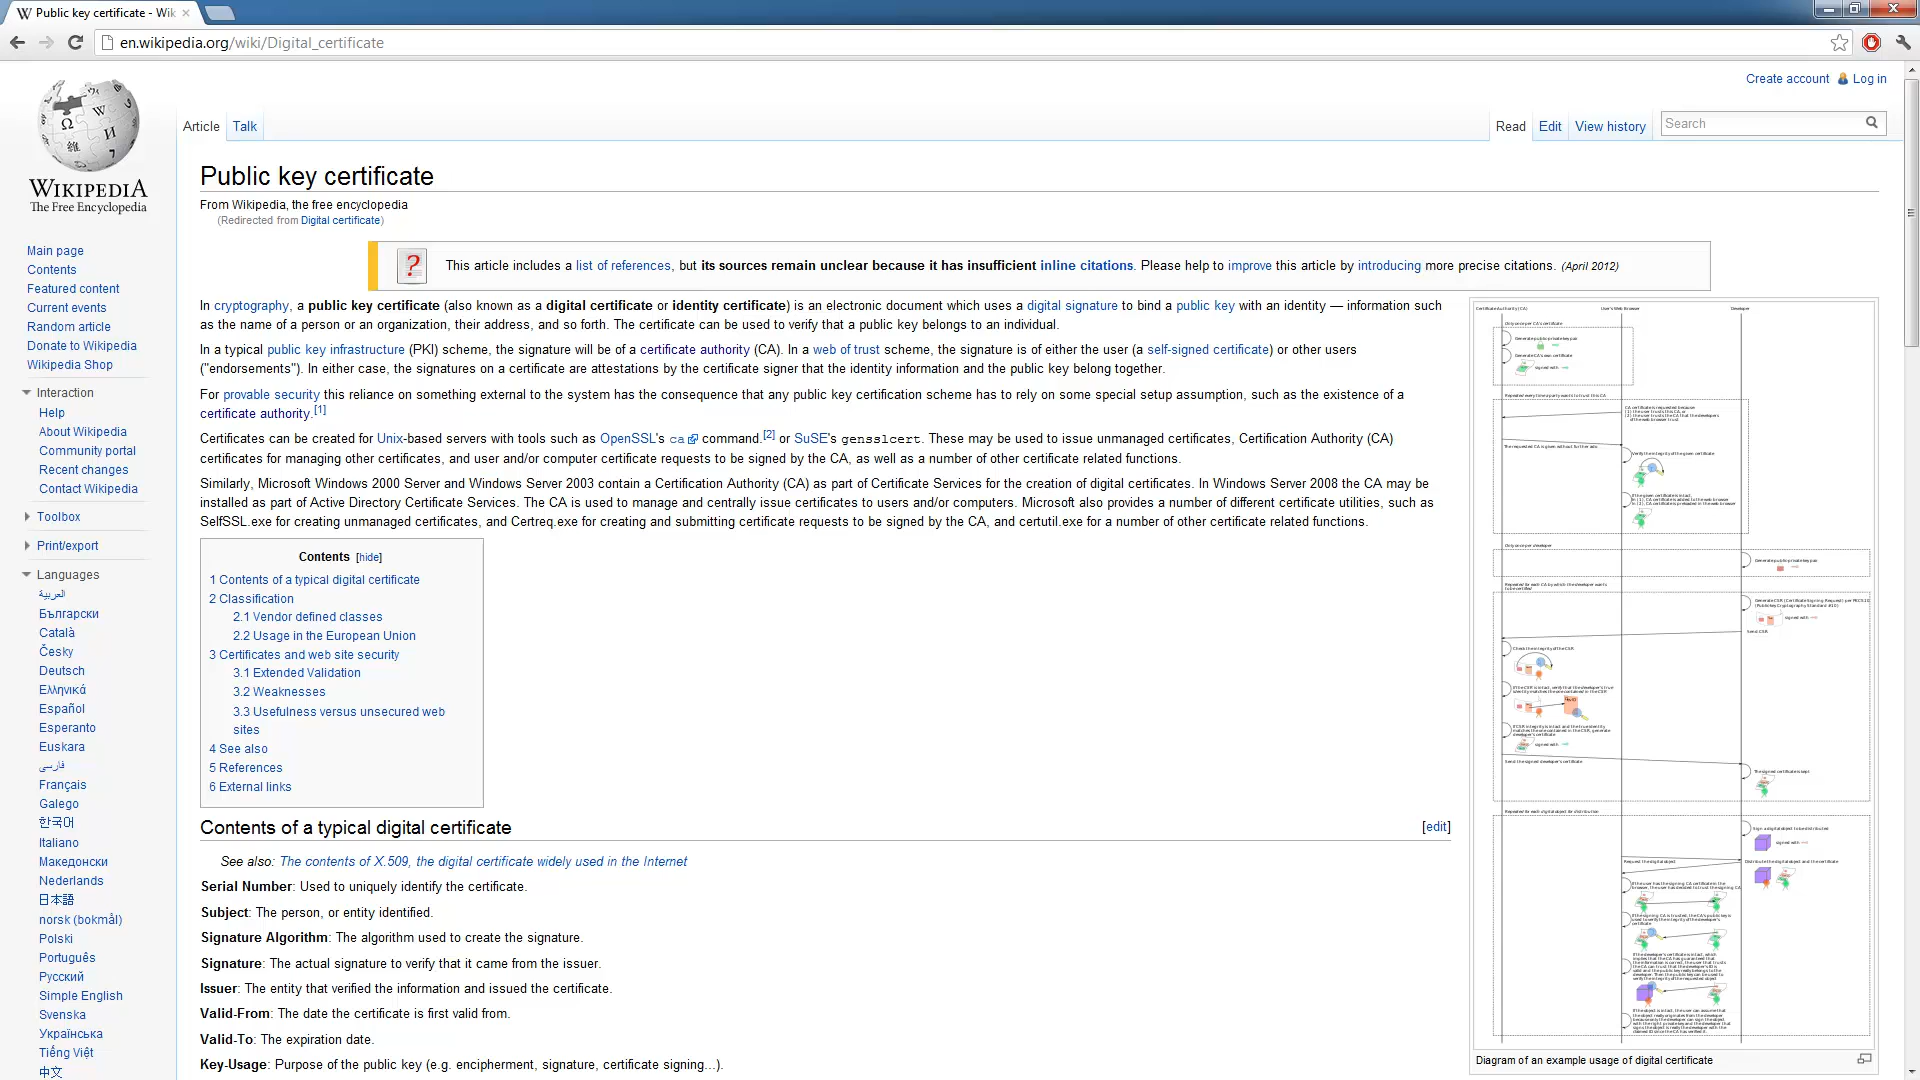 Public key certificate - Wik
en.wikipedia.org/wiki/Digital_certificate
Create account Log in
Article Talk
Read Edit View history Search
WIKIPEDIA
The Free Encyclopedia
Main page
Contents
Featured content
Current events
Random article
Donate to Wikipedia
Wikipedia Shop
Interaction
Help
About Wikipedia
Community portal
Recent changes
Contact Wikipedia
Toolbox
Print/export
Languages
العربية
Български
Català
Česky
Deutsch
Ελληνικά
Español
Esperanto
Euskara
فارسی
Français
Galego
한국어
Italiano
Македонски
Nederlands
日本語
norsk (bokmål)
Polski
Português
Русский
Simple English
Svenska
Українська
Tiếng Việt
中文
Public key certificate
From Wikipedia, the free encyclopedia
(Redirected from Digital certificate)
This article includes a list of references, but its sources remain unclear because it has insufficient inline citations. Please help to improve this article by introducing more precise citations. (April 2012)
In cryptography, a public key certificate (also known as a digital certificate or identity certificate) is an electronic document which uses a digital signature to bind a public key with an identity — information such
as the name of a person or an organization, their address, and so forth. The certificate can be used to verify that a public key belongs to an individual.
In a typical public key infrastructure (PKI) scheme, the signature will be of a certificate authority (CA). In a web of trust scheme, the signature is of either the user (a self-signed certificate) or other users
("endorsements"). In either case, the signatures on a certificate are attestations by the certificate signer that the identity information and the public key belong together.
For provable security this reliance on something external to the system has the consequence that any public key certification scheme has to rely on some special setup assumption, such as the existence of a
certificate authority.[1]
Certificates can be created for Unix-based servers with tools such as OpenSSL's ca command.[2] or SuSE's gensslcert. These may be used to issue unmanaged certificates, Certification Authority (CA)
certificates for managing other certificates, and user and/or computer certificate requests to be signed by the CA, as well as a number of other certificate related functions.
Similarly, Microsoft Windows 2000 Server and Windows Server 2003 contain a Certification Authority (CA) as part of Certificate Services for the creation of digital certificates. In Windows Server 2008 the CA may be
installed as part of Active Directory Certificate Services. The CA is used to manage and centrally issue certificates to users and/or computers. Microsoft also provides a number of different certificate utilities, such as
SelfSSL.exe for creating unmanaged certificates, and Certreq.exe for creating and submitting certificate requests to be signed by the CA, and certutil.exe for a number of other certificate related functions.
Contents [hide]
1 Contents of a typical digital certificate
2 Classification
2.1 Vendor defined classes
2.2 Usage in the European Union
3 Certificates and web site security
3.1 Extended Validation
3.2 Weaknesses
3.3 Usefulness versus unsecured web
sites
4 See also
5 References
6 External links
Contents of a typical digital certificate [edit]
See also: The contents of X.509, the digital certificate widely used in the Internet
Serial Number: Used to uniquely identify the certificate.
Subject: The person, or entity identified.
Signature Algorithm: The algorithm used to create the signature.
Signature: The actual signature to verify that it came from the issuer.
Issuer: The entity that verified the information and issued the certificate.
Valid-From: The date the certificate is first valid from.
Valid-To: The expiration date.
Key-Usage: Purpose of the public key (e.g. encipherment, signature, certificate signing...).
Certificate Authority (CA) User's Web Browser Developer
Diagram of an example usage of digital certificate